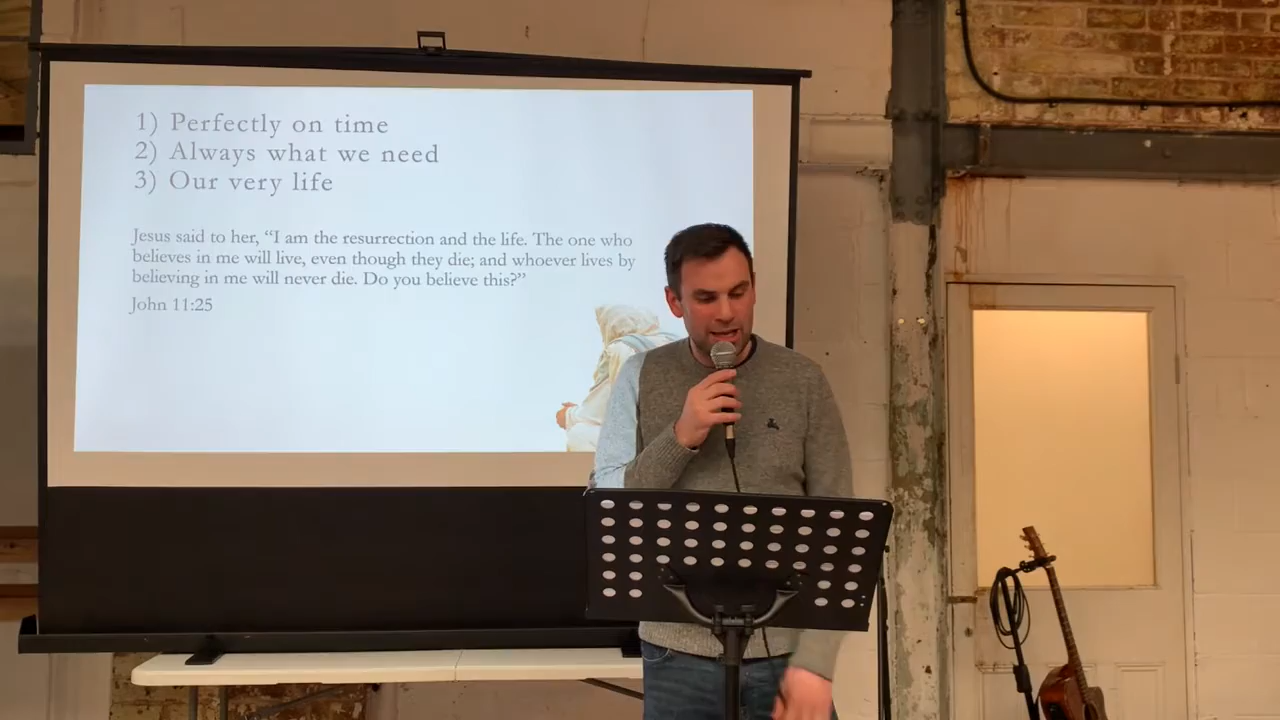 1) Perfectly on time
2) Always what we need
3) Our very life
Jesus said to her, “I am the resurrection and the life. The one who
believes in me will live, even though they die; and whoever lives by
believing in me will never die. Do you believe this?”
John 11:25